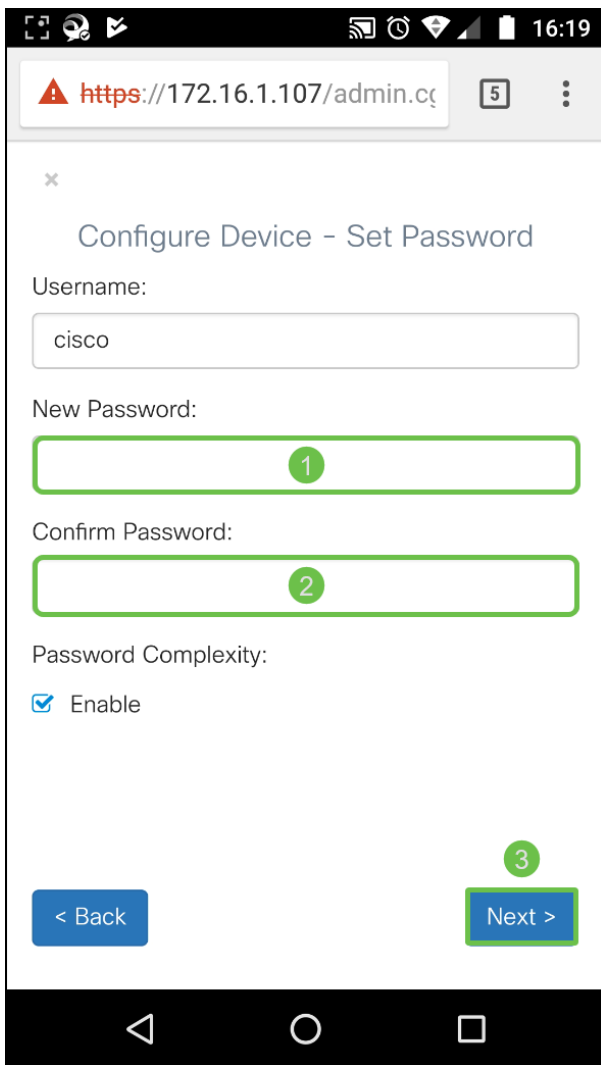 16:19
https://172.16.1.107/admin.cg
5
×
Configure Device - Set Password
Username:
cisco
New Password:
1
Confirm Password:
2
Password Complexity:
Enable
3
< Back
Next >